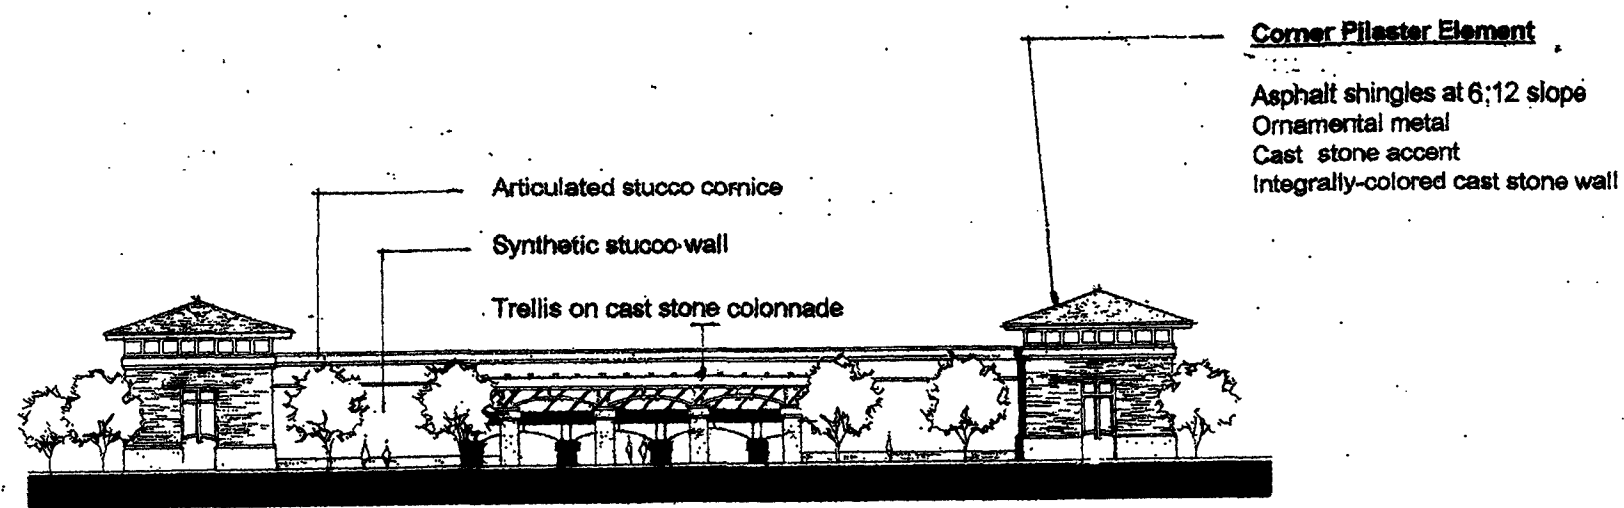 Corner Pilaster Element
Asphalt shingles at 6:12 slope
Ornamental metal
Cast stone accent
Integrally-colored cast stone wall
Articulated stucco cornice
Synthetic stucco wall
Trellis on cast stone colonnade